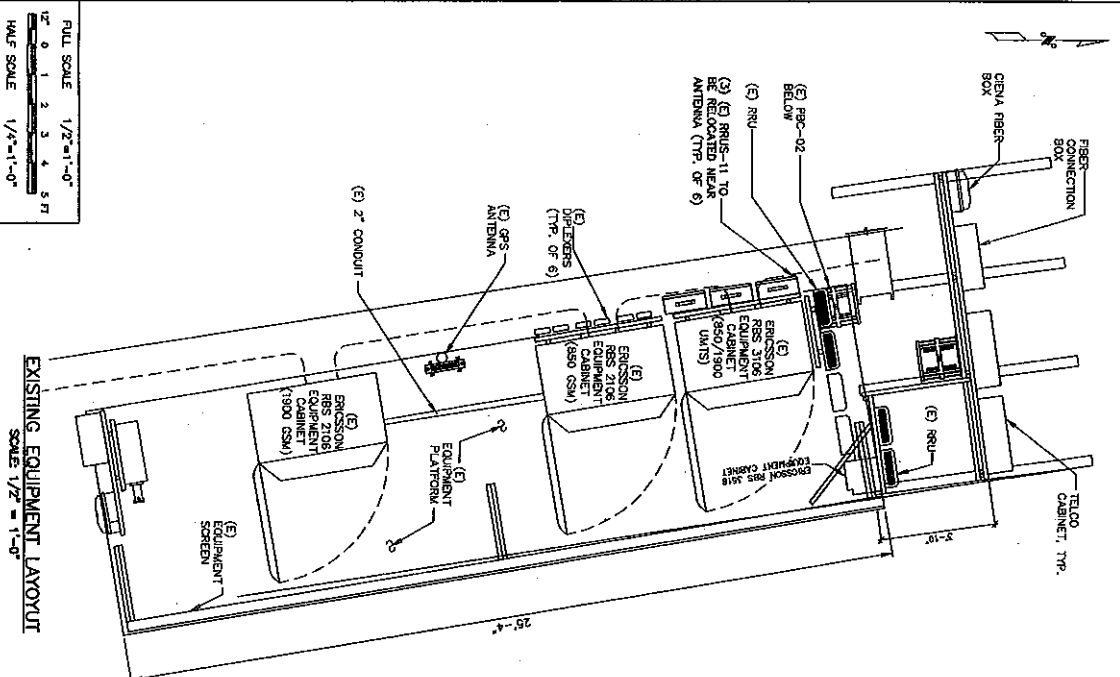 CIENA FIBER
BOX
FIBER
CONNECTION
BOX
TELCO
CABINET, TYP.
(E) PBC-02
BELOW
(E) RRU
(3) (E) RRUS-11 TO
BE RELOCATED NEAR
ANTENNA (TYP. OF 6)
(E) RRU
3'-10"
ERICSSON RBS 3518
EQUIPMENT CABINET
(E)
ERICSSON
RBS 3106
EQUIPMENT
CABINET
(850/1900
UMTS)
(E)
DIPLEXERS
(TYP. OF 6)
(E)
ERICSSON
RBS 2106
EQUIPMENT
CABINET
(850 GSM)
(E) GPS
ANTENNA
(E) 2" CONDUIT
(E)
ERICSSON
RBS 2106
EQUIPMENT
CABINET
(1900 GSM)
(E)
EQUIPMENT
PLATFORM
(E)
EQUIPMENT
SCREEN
25'-4"
EXISTING EQUIPMENT LAYOYUT
SCALE: 1/2" = 1'-0"
FULL SCALE 1/2"=1'-0"
12" 0 1 2 3 4 5 FT
HALF SCALE 1/4"=1'-0"